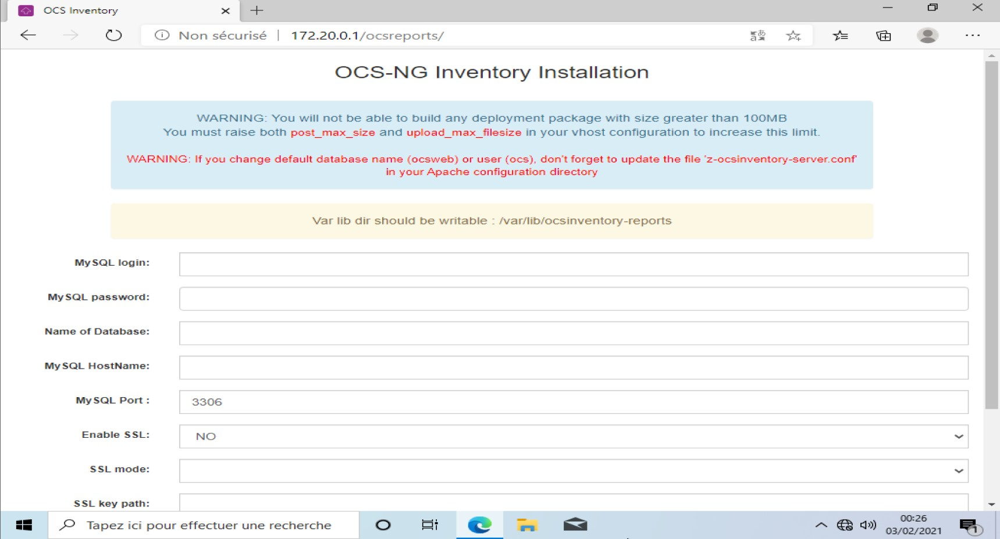 OCS Inventory
Non sécurisé | 172.20.0.1/ocsreports/
OCS-NG Inventory Installation
WARNING: You will not be able to build any deployment package with size greater than 100MB
You must raise both post_max_size and upload_max_filesize in your vhost configuration to increase this limit.
WARNING: If you change default database name (ocsweb) or user (ocs), don't forget to update the file 'z-ocsinventory-server.conf'
in your Apache configuration directory
Var lib dir should be writable : /var/lib/ocsinventory-reports
MySQL login:
MySQL password:
Name of Database:
MySQL HostName:
MySQL Port : 3306
Enable SSL: NO
SSL mode:
SSL key path:
Tapez ici pour effectuer une recherche
00:26
03/02/2021
1